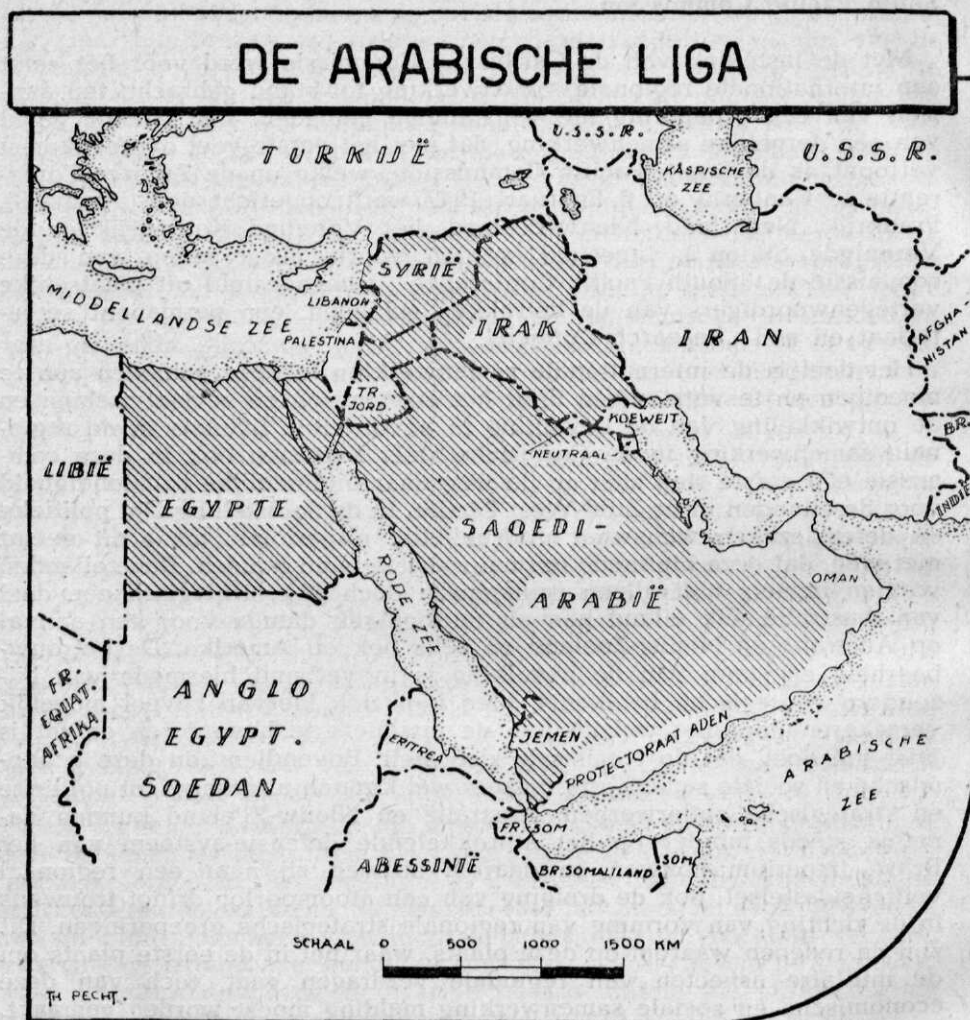 DE ARABISCHE LIGA
U.S.S.R.
U.S.S.R.
TURKIJË
KASPISCHE
ZEE
SYRIË
LIBANON
MIDDELLANDSE ZEE
PALESTINA
IRAK
IRAN
AFGHA-
NISTAN
TR.
JORD.
KOEWEIT
BR.
NEUTRAAL
INDIË
LIBIË
EGYPTE
SAOEDI-
ARABIË
OMAN
RODE ZEE
FR.
EQUAT.
AFRIKA
ANGLO
EGYPT.
SOEDAN
ERITREA
JEMEN
PROTECTORAAT ADEN
ARABISCHE
ZEE
FR. SOM.
ABESSINIË
BR. SOMALILAND
SOM.
SCHAAL 0 500 1000 1500 KM
TH PECHT.